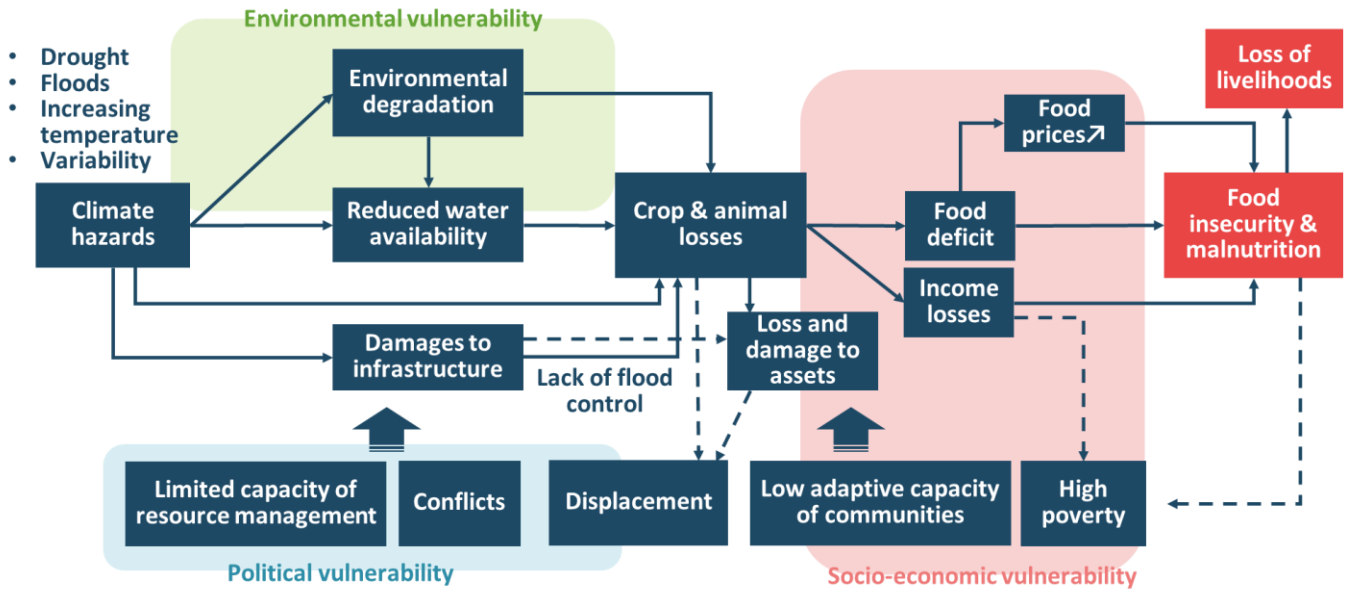 Environmental vulnerability
• Drought
• Floods
• Increasing
temperature
• Variability
Climate
hazards
Environmental
degradation
Reduced water
availability
Damages to
infrastructure
Lack of flood
control
Crop & animal
losses
Loss and
damage to
assets
Food
prices↗
Food
deficit
Income
losses
Loss of
livelihoods
Food
insecurity &
malnutrition
Limited capacity of
resource management
Conflicts
Displacement
Low adaptive capacity
of communities
High
poverty
Political vulnerability
Socio-economic vulnerability